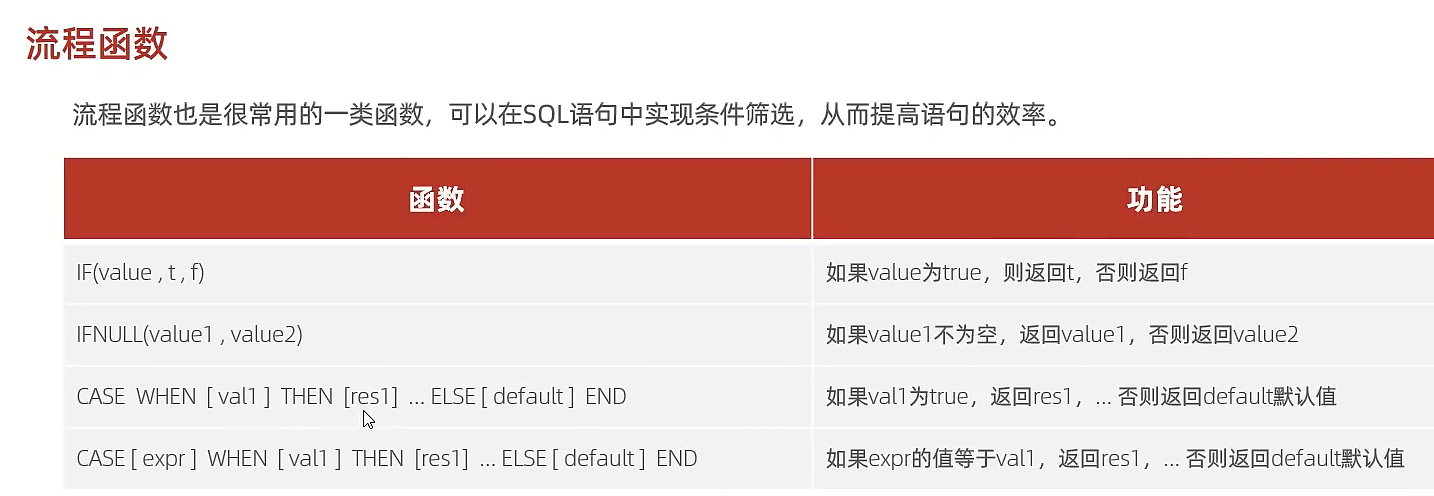 流程函数
流程函数也是很常用的一类函数，可以在SQL语句中实现条件筛选，从而提高语句的效率。
函数 功能
IF(value , t , f) 如果value为true，则返回t，否则返回f
IFNULL(value1 , value2) 如果value1不为空，返回value1，否则返回value2
CASE WHEN [ val1 ] THEN [res1] ... ELSE [ default ] END 如果val1为true，返回res1，... 否则返回default默认值
CASE [ expr ] WHEN [ val1 ] THEN [res1] ... ELSE [ default ] END 如果expr的值等于val1，返回res1，... 否则返回default默认值